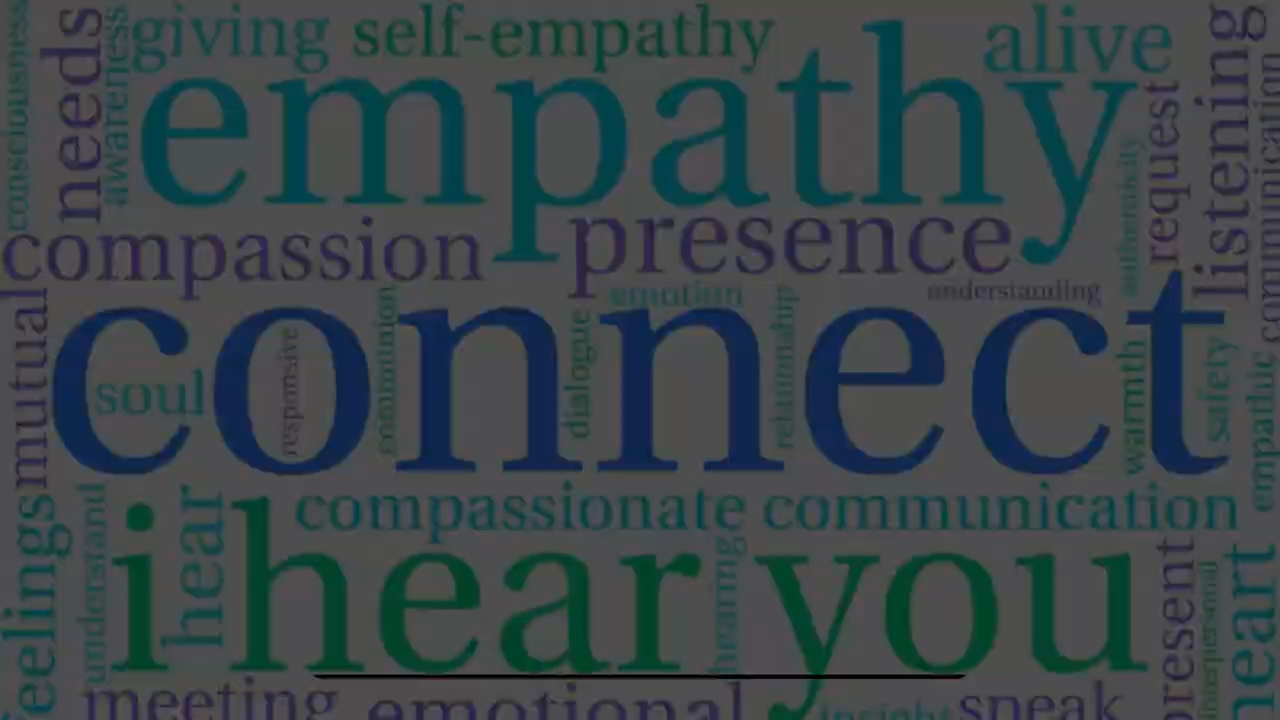 consciousness
needs
awareness
giving
self-empathy
alive
listening
communication
empathy
request
authenticity
compassion
presence
emotion
understanding
mutual
connect
soul
responsive
communion
dialogue
relationship
warmth
safety
empathic
compassionate communication
feelings
understand
hear
i hear you
hearing
present
interpersonal
heart
meeting
emotional
insight
speak